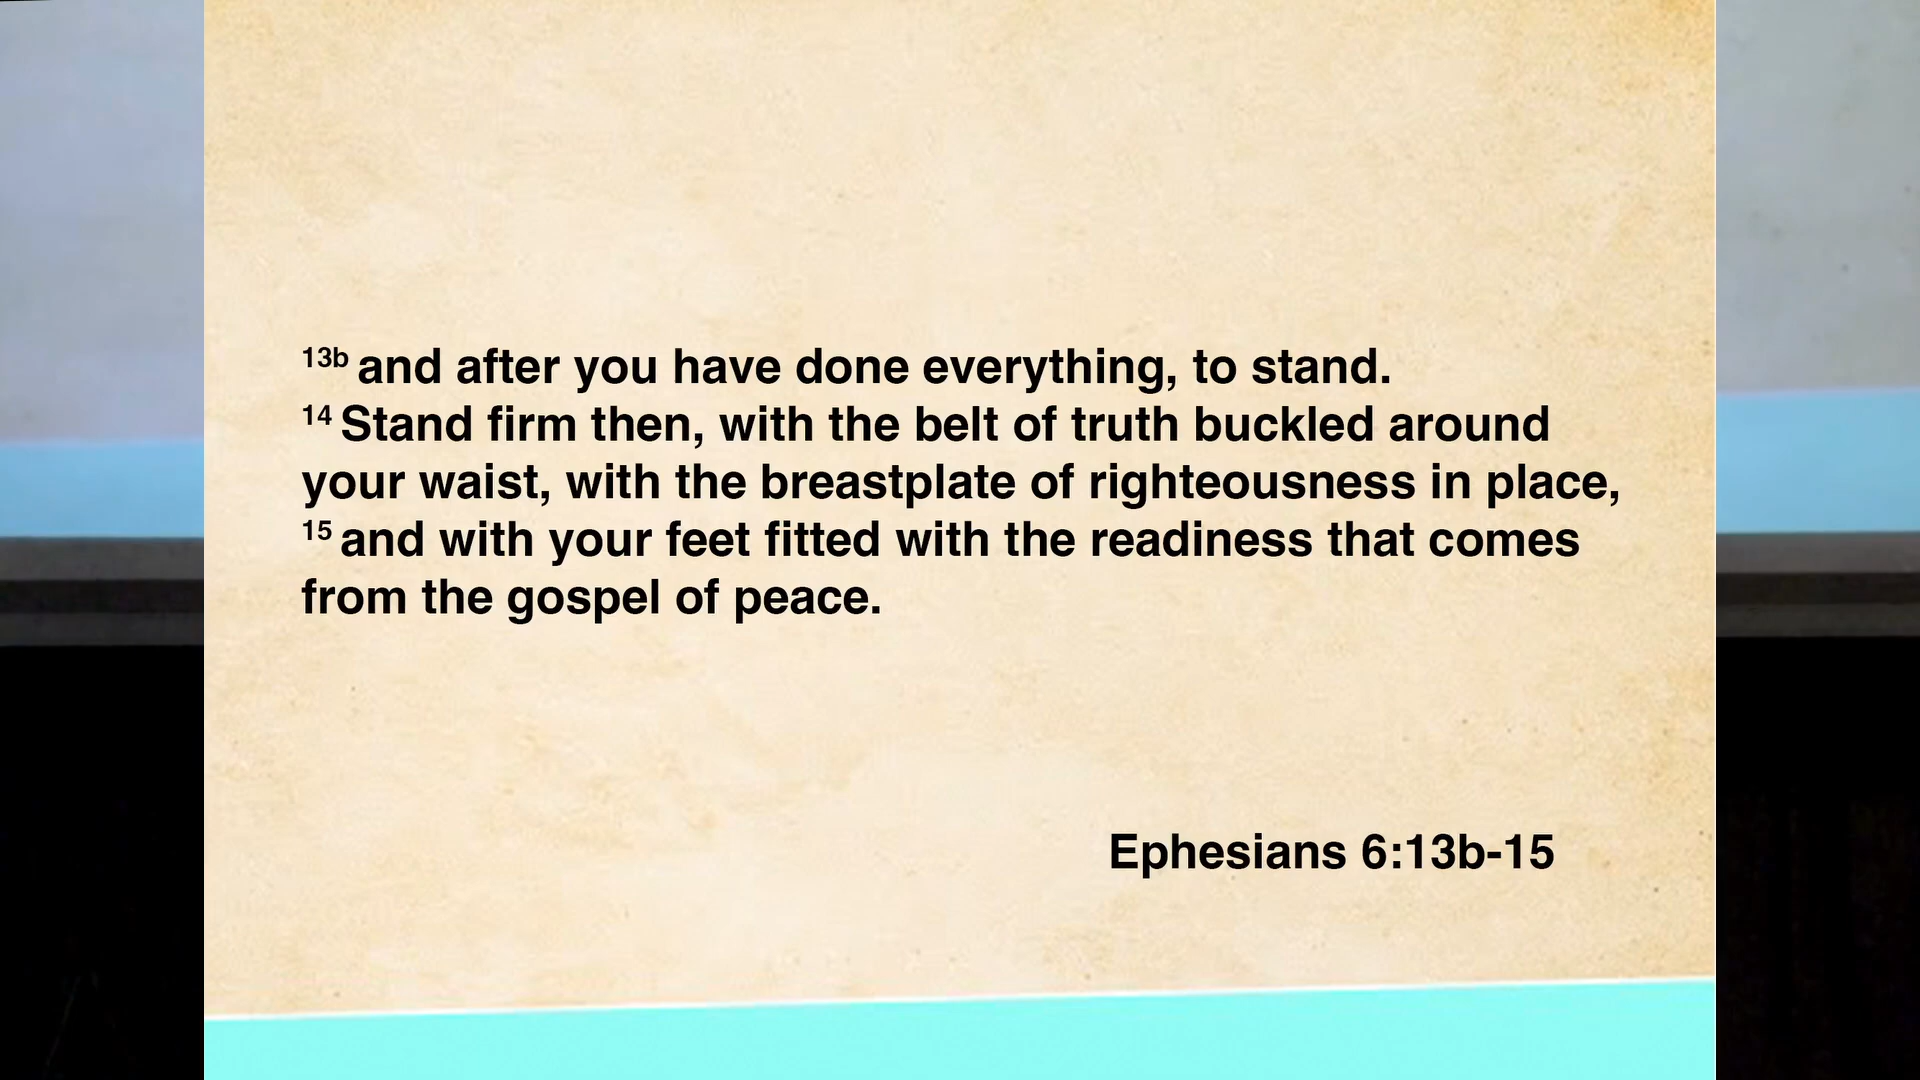 13b and after you have done everything, to stand.
14 Stand firm then, with the belt of truth buckled around
your waist, with the breastplate of righteousness in place,
15 and with your feet fitted with the readiness that comes
from the gospel of peace.
Ephesians 6:13b-15